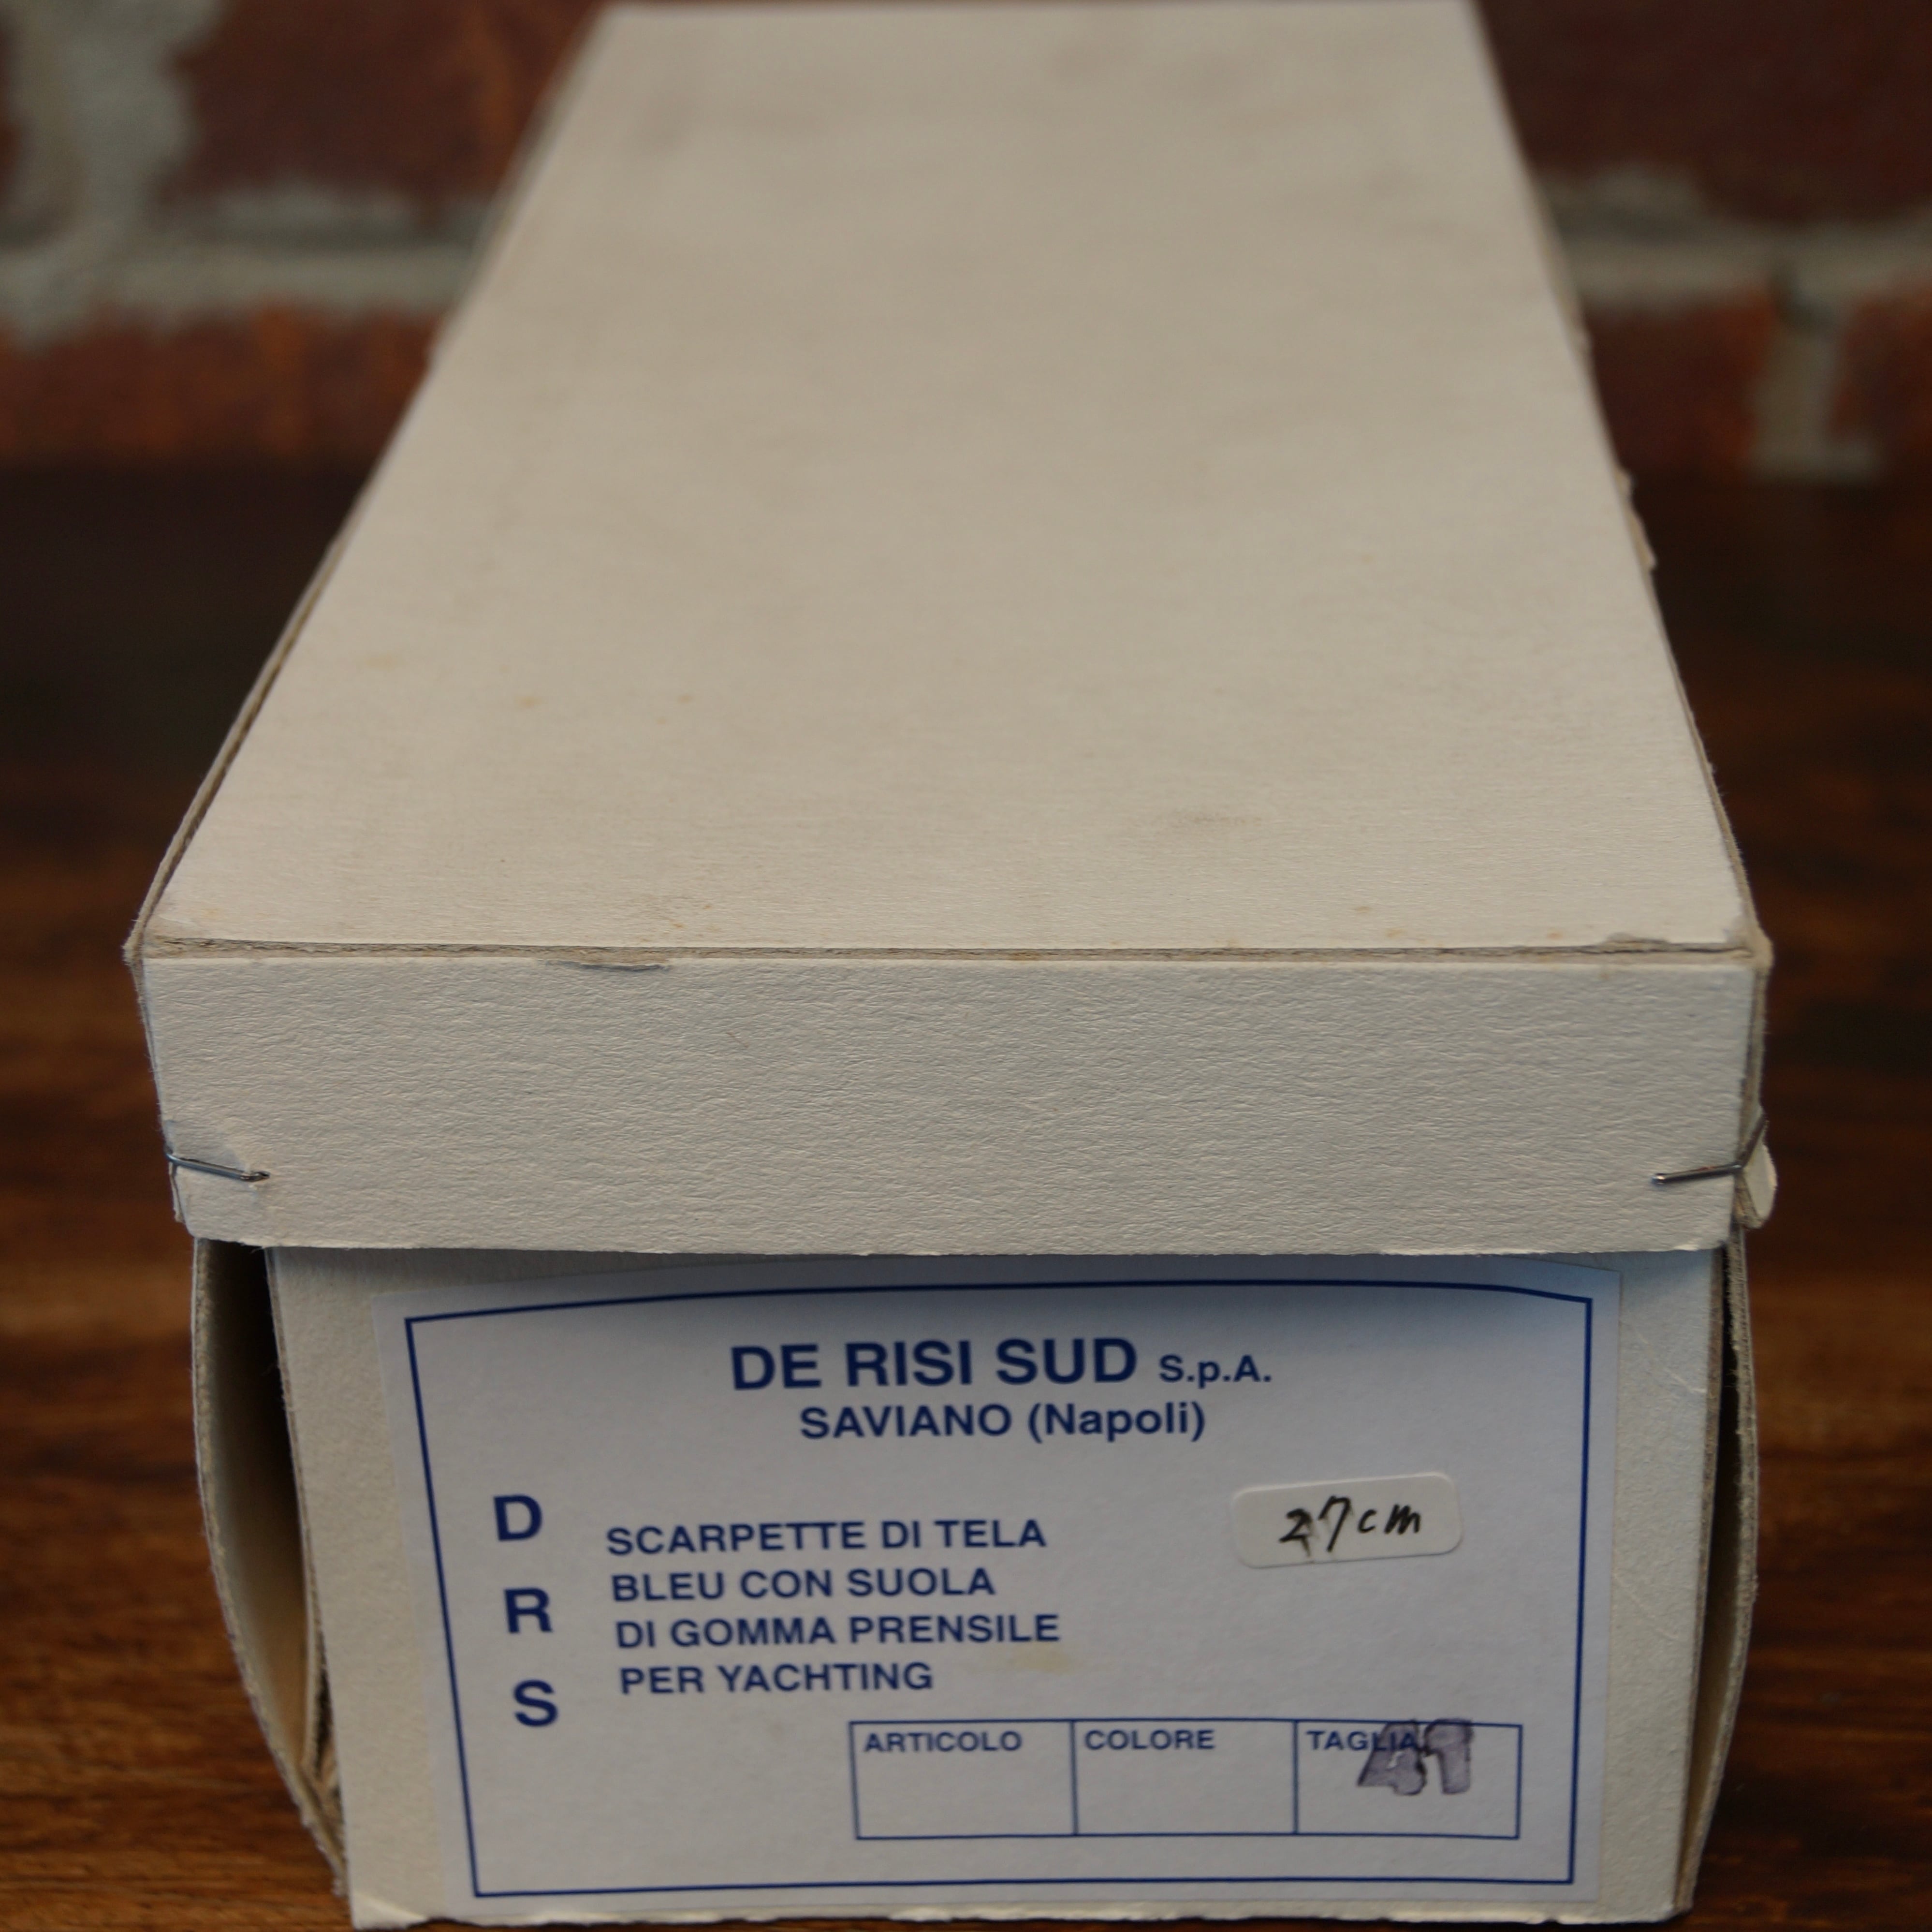 DE RISI SUD S.p.A.
SAVIANO (Napoli)
27cm
D
R
S
SCARPETTE DI TELA
BLEU CON SUOLA
DI GOMMA PRENSILE
PER YACHTING
ARTICOLO COLORE TAGLIA
41